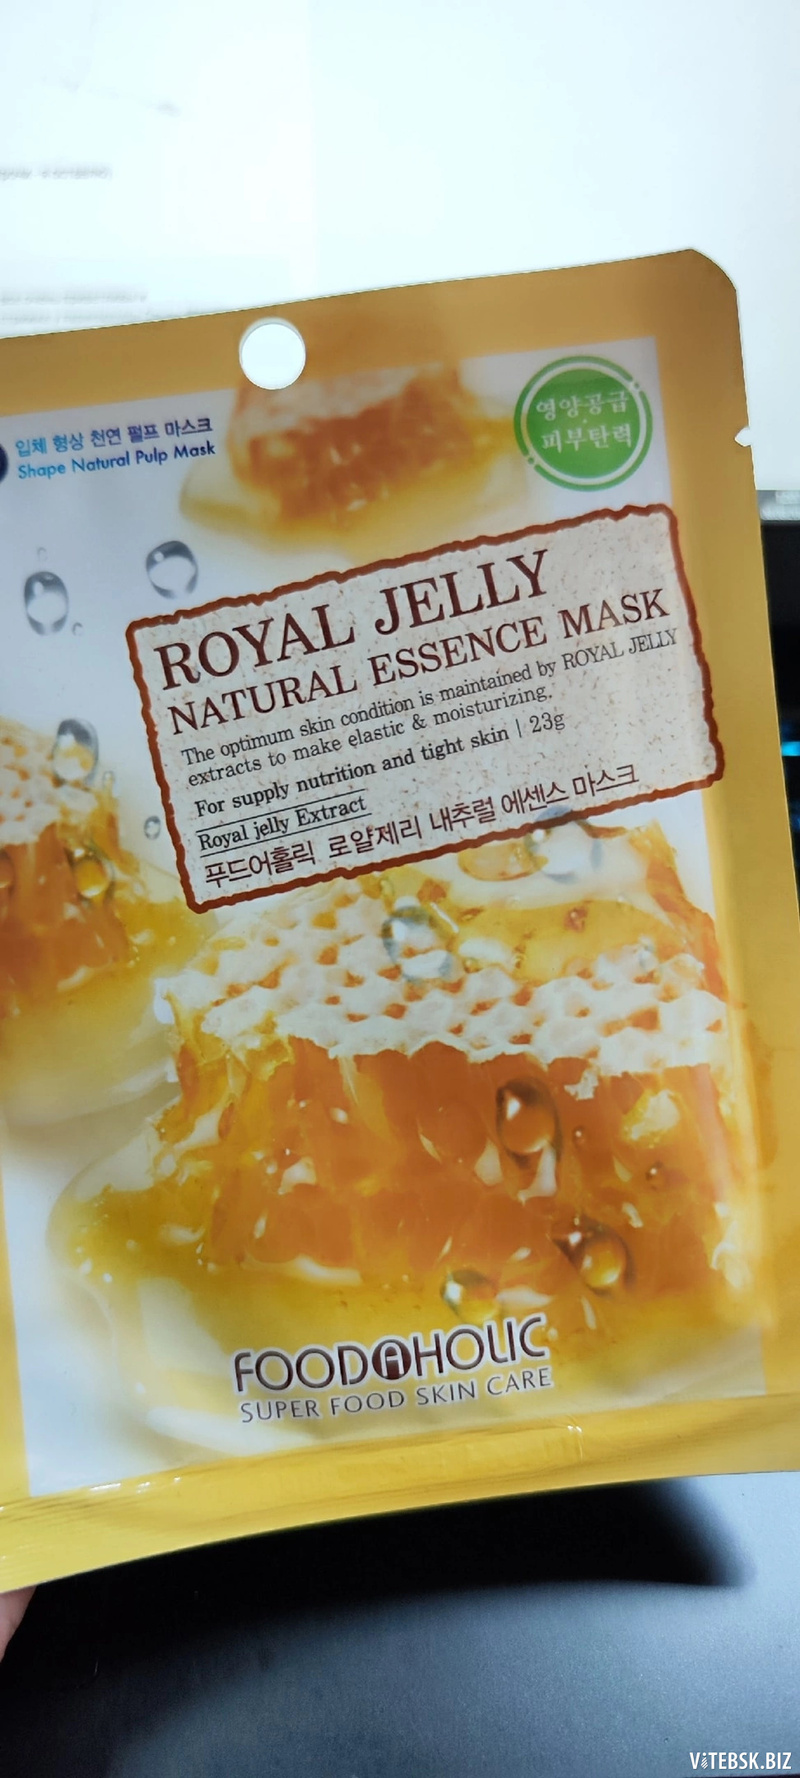 입체 형상 천연 펄프 마스크
Shape Natural Pulp Mask
영양공급
피부탄력
ROYAL JELLY
NATURAL ESSENCE MASK
The optimum skin condition is maintained by ROYAL JELLY
extracts to make elastic & moisturizing.
For supply nutrition and tight skin | 23g
Royal jelly Extract
푸드어홀릭 로얄제리 내추럴 에센스 마스크
FOODAHOLIC
SUPER FOOD SKIN CARE
ViTEBSK.BIZ